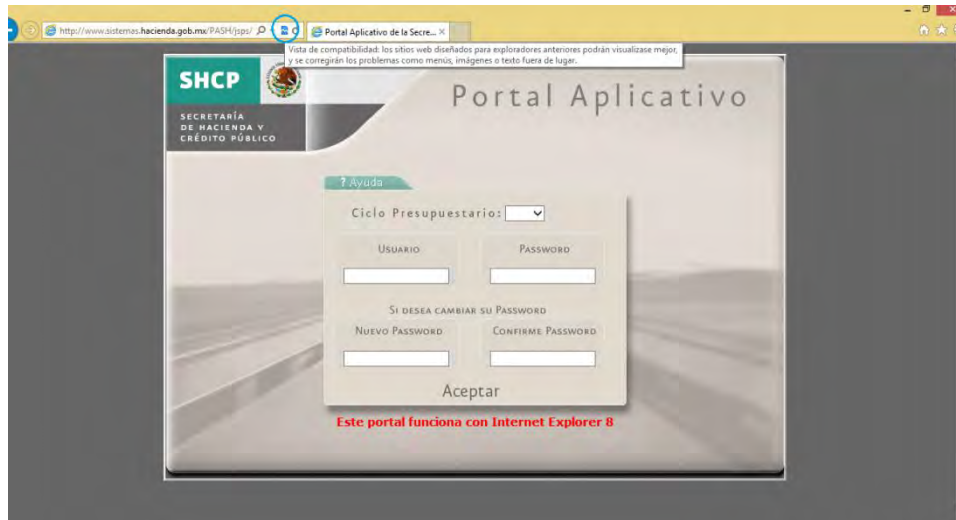 http://www.sistemas.hacienda.gob.mx/PASH/jsps/
Portal Aplicativo de la Secre...
Vista de compatibilidad: los sitios web diseñados para exploradores anteriores podrán visualizase mejor,
y se corregirán los problemas como menús, imágenes o texto fuera de lugar.
SHCP
SECRETARÍA
DE HACIENDA Y
CRÉDITO PÚBLICO
Portal Aplicativo
? Ayuda
Ciclo Presupuestario:
USUARIO PASSWORD
SI DESEA CAMBIAR SU PASSWORD
NUEVO PASSWORD CONFIRME PASSWORD
Aceptar
Este portal funciona con Internet Explorer 8